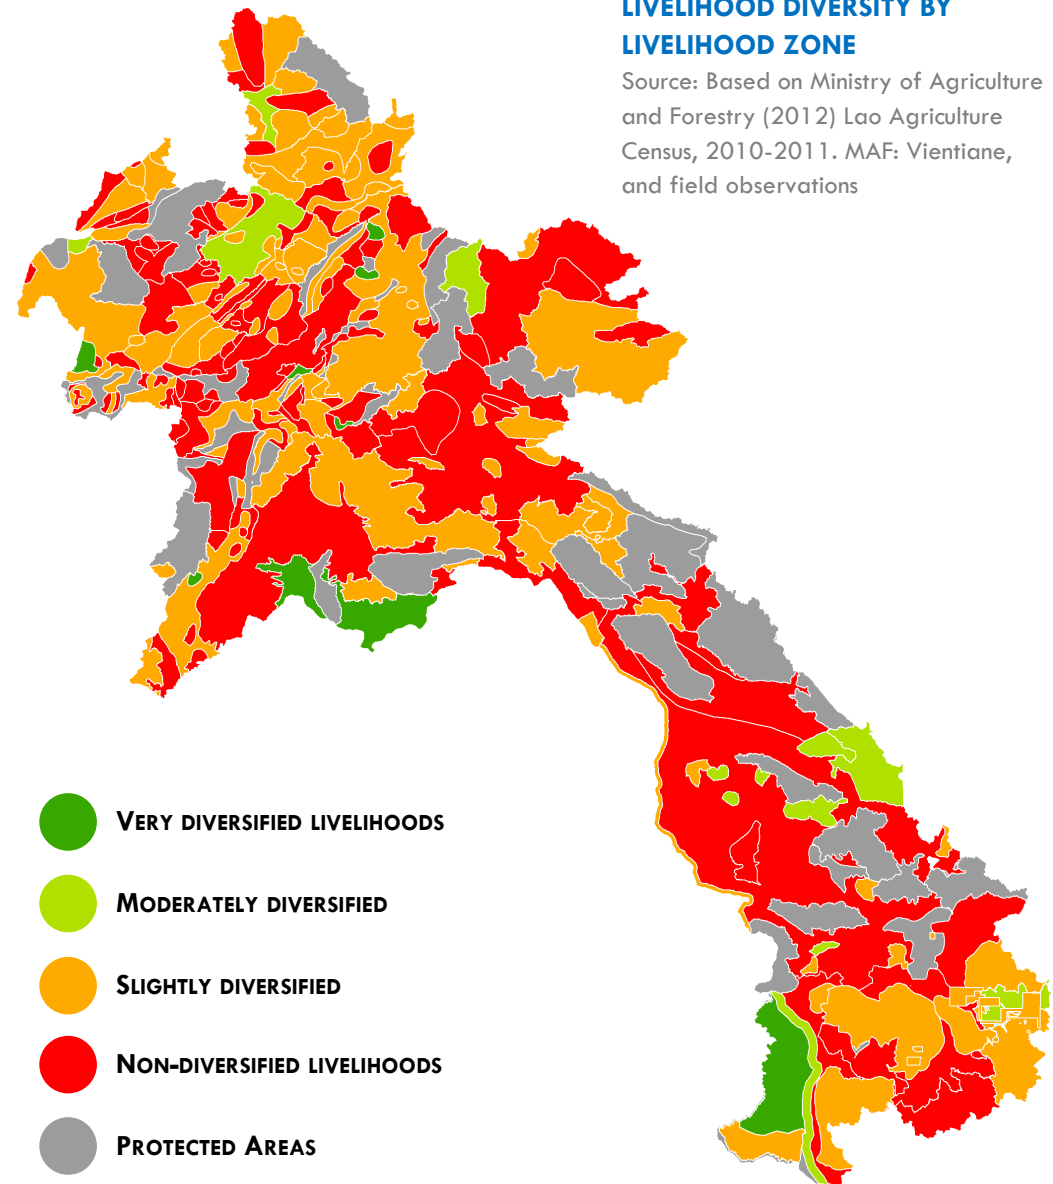 LIVELIHOOD DIVERSITY BY
LIVELIHOOD ZONE
Source: Based on Ministry of Agriculture
and Forestry (2012) Lao Agriculture
Census, 2010-2011. MAF: Vientiane,
and field observations
VERY DIVERSIFIED LIVELIHOODS
MODERATELY DIVERSIFIED
SLIGHTLY DIVERSIFIED
NON-DIVERSIFIED LIVELIHOODS
PROTECTED AREAS